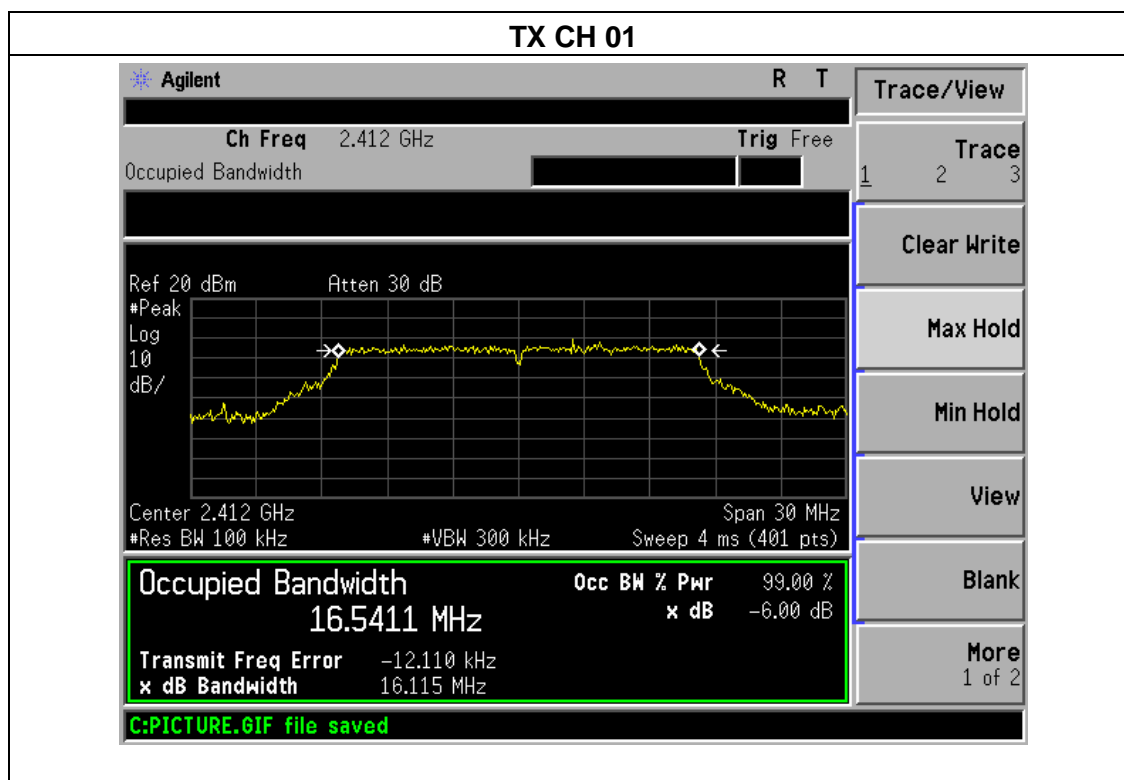 TX CH 01
Agilent R T
Ch Freq 2.412 GHz Trig Free
Occupied Bandwidth
Ref 20 dBm Atten 30 dB
#Peak
Log
10
dB/
Center 2.412 GHz Span 30 MHz
#Res BW 100 kHz #VBW 300 kHz Sweep 4 ms (401 pts)
Occupied Bandwidth Occ BW % Pwr 99.00 %
16.5411 MHz x dB -6.00 dB
Transmit Freq Error -12.110 kHz
x dB Bandwidth 16.115 MHz
C:PICTURE.GIF file saved
Trace/View
Trace
1 2 3
Clear Write
Max Hold
Min Hold
View
Blank
More
1 of 2